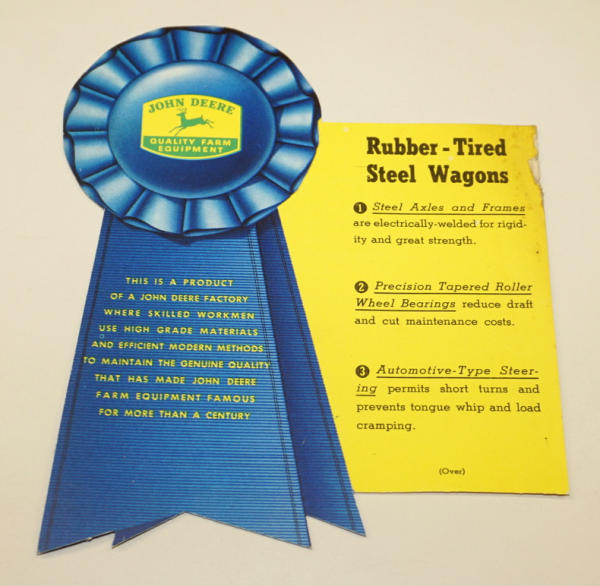 JOHN DEERE
QUALITY FARM
EQUIPMENT
THIS IS A PRODUCT
OF A JOHN DEERE FACTORY
WHERE SKILLED WORKMEN
USE HIGH GRADE MATERIALS
AND EFFICIENT MODERN METHODS
TO MAINTAIN THE GENUINE QUALITY
THAT HAS MADE JOHN DEERE
FARM EQUIPMENT FAMOUS
FOR MORE THAN A CENTURY
Rubber-Tired
Steel Wagons
1 Steel Axles and Frames
are electrically-welded for rigid-
ity and great strength.
2 Precision Tapered Roller
Wheel Bearings reduce draft
and cut maintenance costs.
3 Automotive-Type Steer-
ing permits short turns and
prevents tongue whip and load
cramping.
(Over)